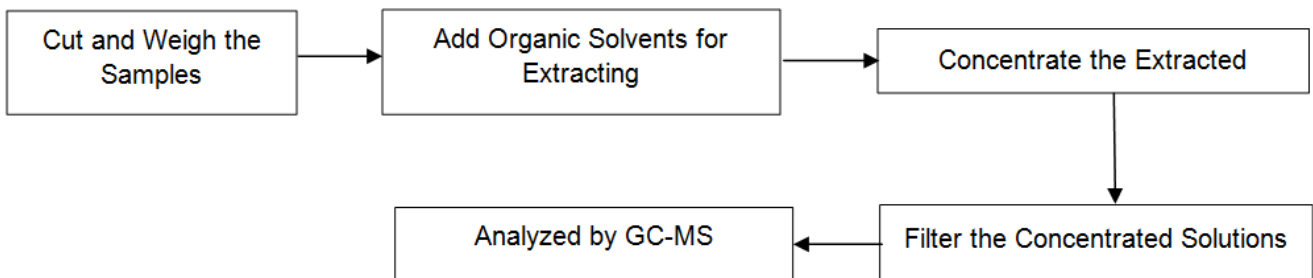 Cut and Weigh the
Samples
Add Organic Solvents for
Extracting
Concentrate the Extracted
Filter the Concentrated Solutions
Analyzed by GC-MS